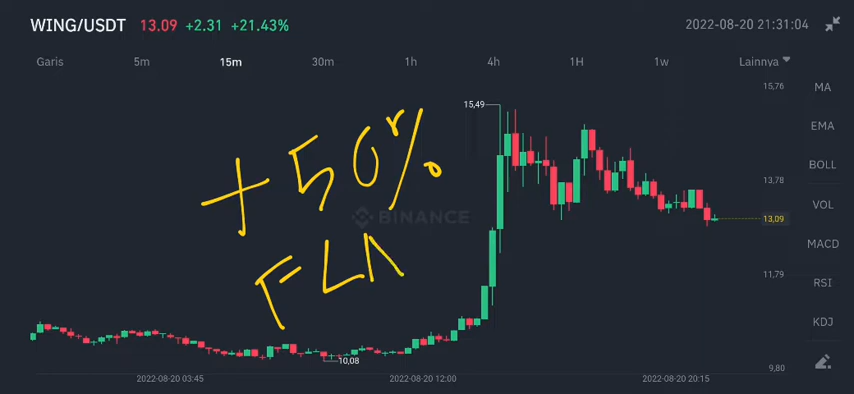 WING/USDT 13.09 +2.31 +21.43% 2022-08-20 21:31:04
Garis 5m 15m 30m 1h 4h 1H 1w Lainnya
15,76
MA
15,49
EMA
BOLL
13,78
+50%
VOL
BINANCE
13,09
MACD
11,79
RSI
KDJ
10,08
9,80
2022-08-20 03:45 2022-08-20 12:00 2022-08-20 20:15